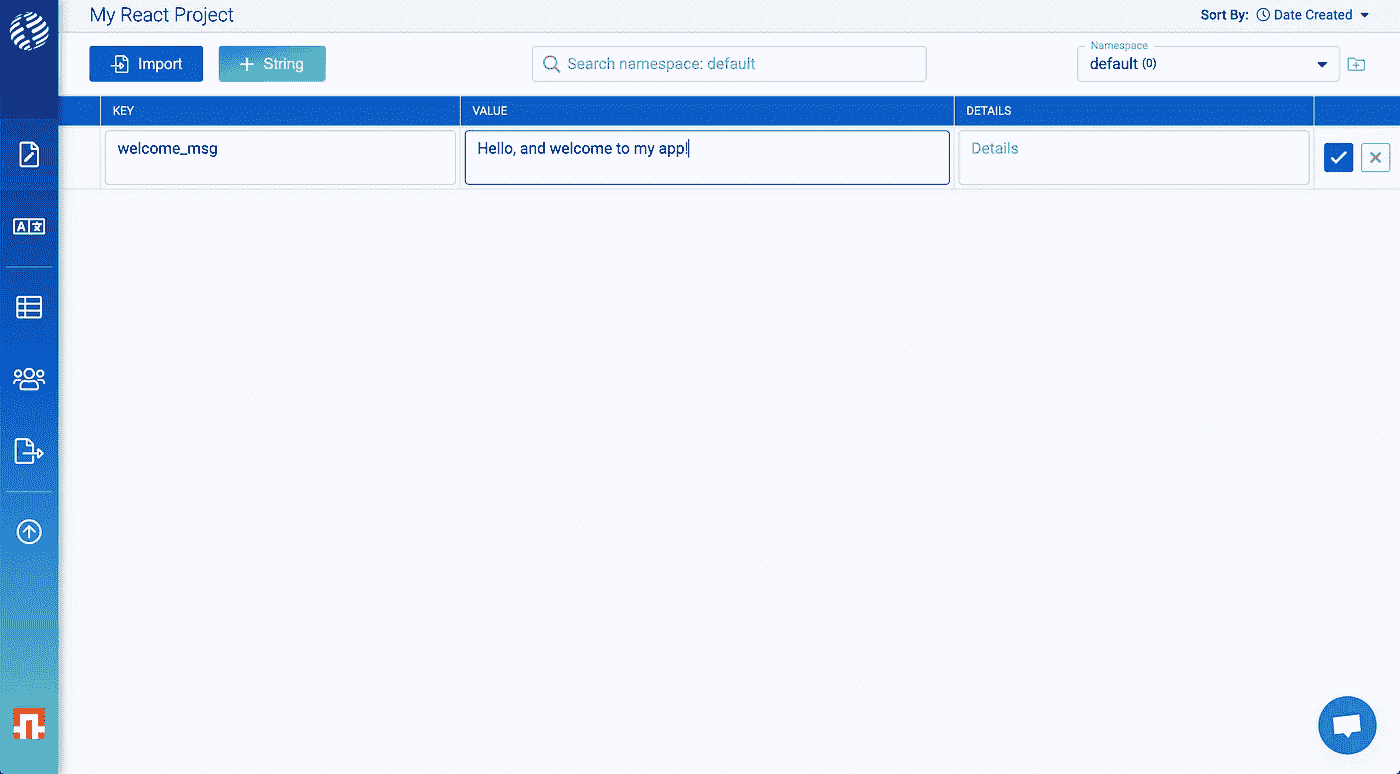 My React Project
Sort By: Date Created
Import
String
Search namespace: default
Namespace
default (0)
KEY
VALUE
DETAILS
welcome_msg
Hello, and welcome to my app!
Details
A 文